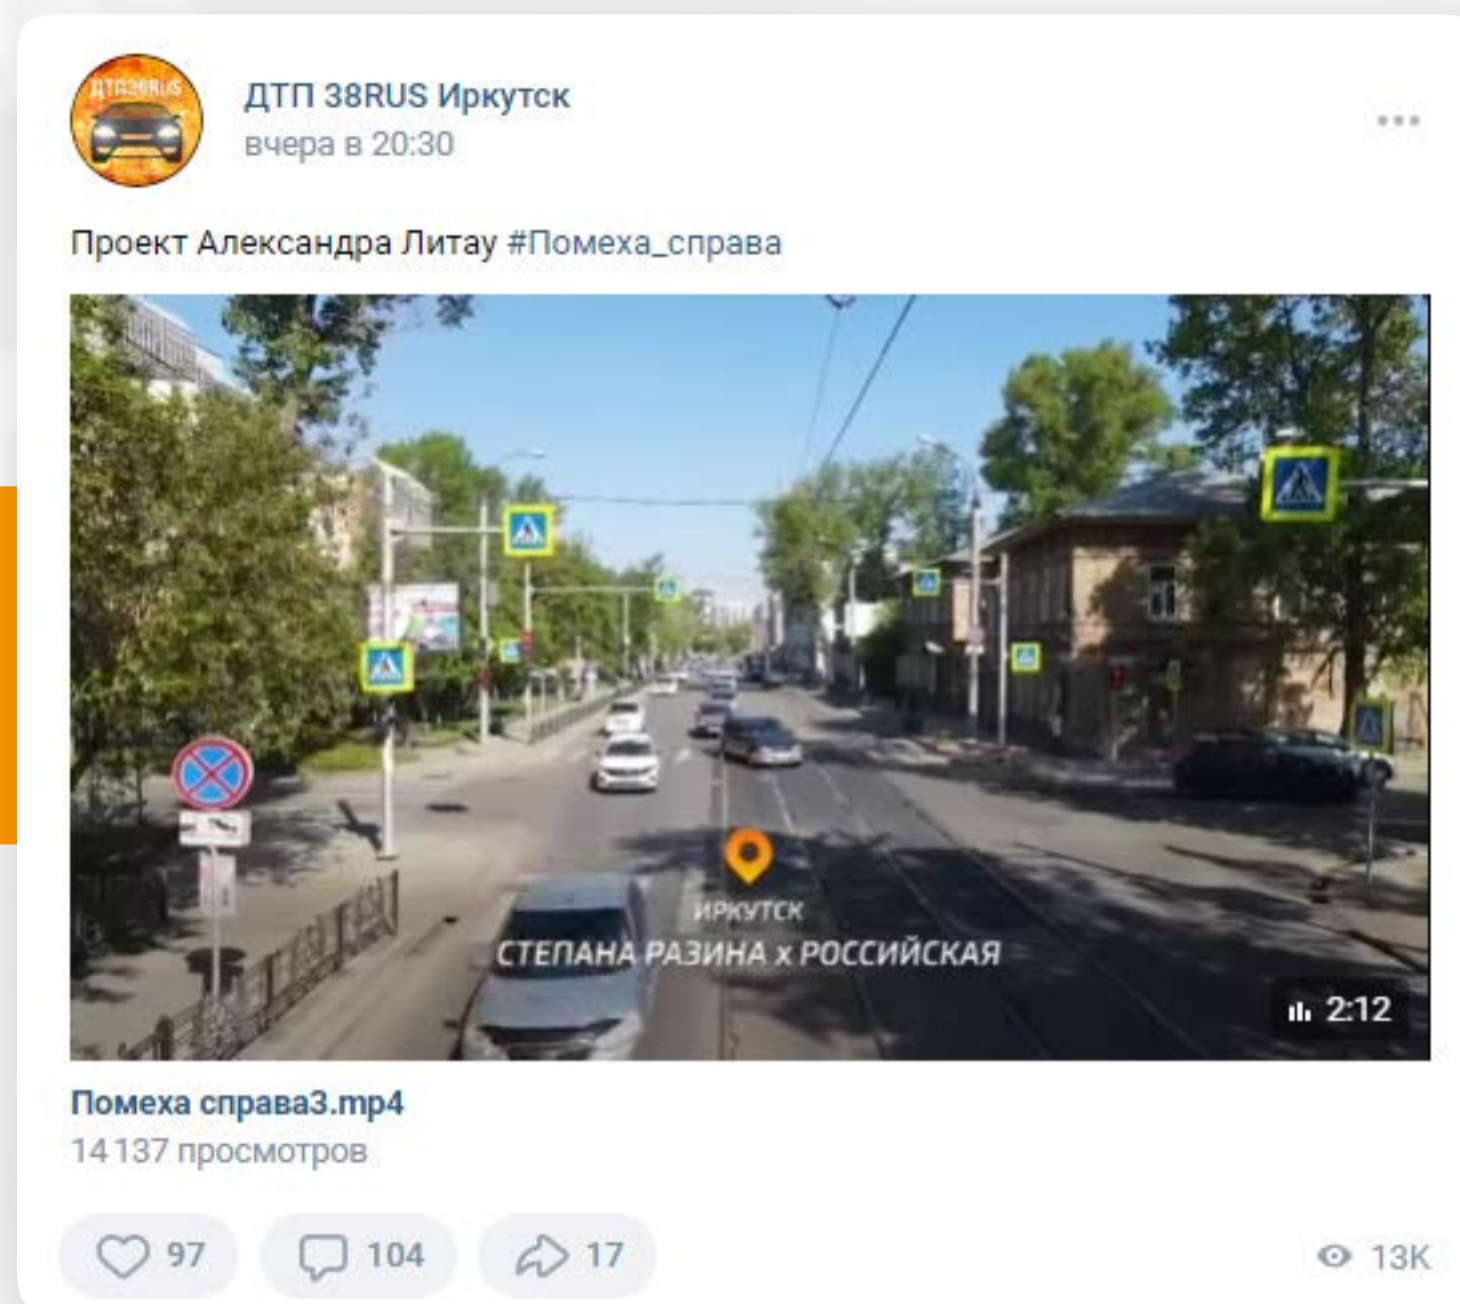 ДТП38RUS
ДТП 38RUS Иркутск
вчера в 20:30
Проект Александра Литау #Помеха_справа
ИРКУТСК
СТЕПАНА РАЗИНА х РОССИЙСКАЯ
2:12
Помеха справа3.mp4
14 137 просмотров
97
104
17
13K